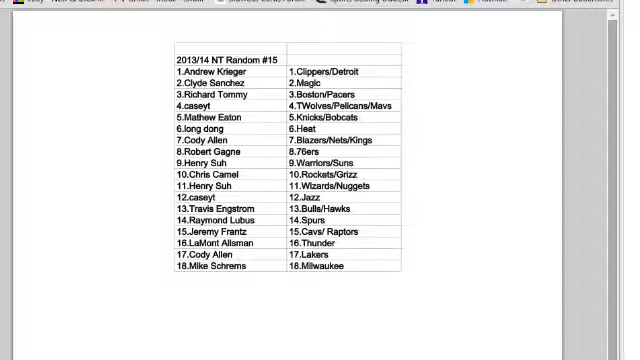 2013/14 NT Random #15
1.Andrew Krieger 1.Clippers/Detroit
2.Clyde Sanchez 2.Magic
3.Richard Tommy 3.Boston/Pacers
4.caseyt 4.TWolves/Pelicans/Mavs
5.Mathew Eaton 5.Knicks/Bobcats
6.long dong 6.Heat
7.Cody Allen 7.Blazers/Nets/Kings
8.Robert Gagne 8.76ers
9.Henry Suh 9.Warriors/Suns
10.Chris Camel 10.Rockets/Grizz
11.Henry Suh 11.Wizards/Nuggets
12.caseyt 12.Jazz
13.Travis Engstrom 13.Bulls/Hawks
14.Raymond Lubus 14.Spurs
15.Jeremy Frantz 15.Cavs/ Raptors
16.LaMont Allsman 16.Thunder
17.Cody Allen 17.Lakers
18.Mike Schrems 18.Milwaukee